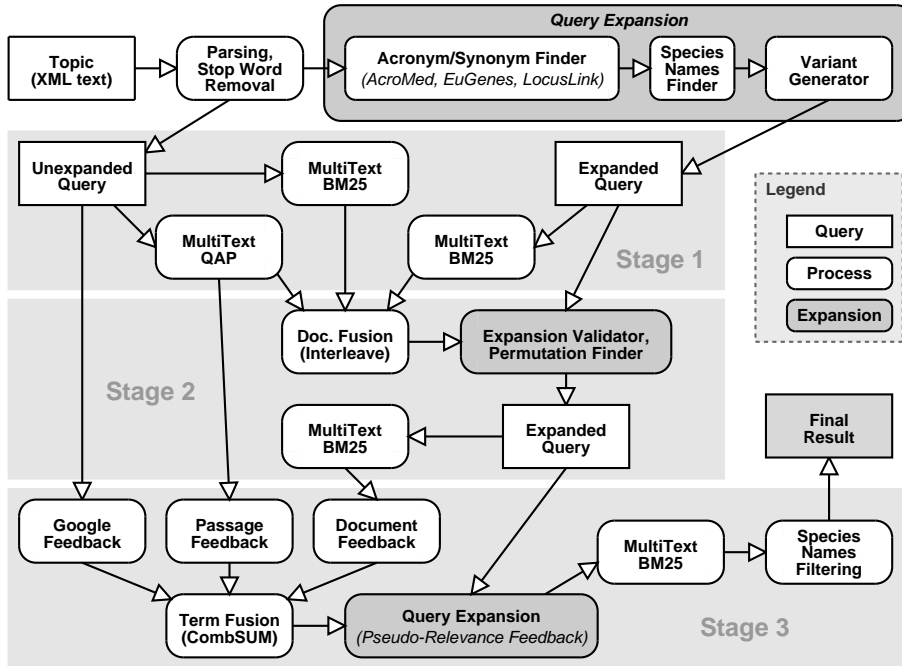 Query Expansion
Topic
(XML text)
Parsing,
Stop Word
Removal
Acronym/Synonym Finder
(AcroMed, EuGenes, LocusLink)
Species
Names
Finder
Variant
Generator
Unexpanded
Query
MultiText
BM25
Expanded
Query
MultiText
QAP
MultiText
BM25
Stage 1
Legend
Query
Process
Expansion
Doc. Fusion
(Interleave)
Expansion Validator,
Permutation Finder
Stage 2
MultiText
BM25
Expanded
Query
Final
Result
Google
Feedback
Passage
Feedback
Document
Feedback
MultiText
BM25
Species
Names
Filtering
Term Fusion
(CombSUM)
Query Expansion
(Pseudo-Relevance Feedback)
Stage 3